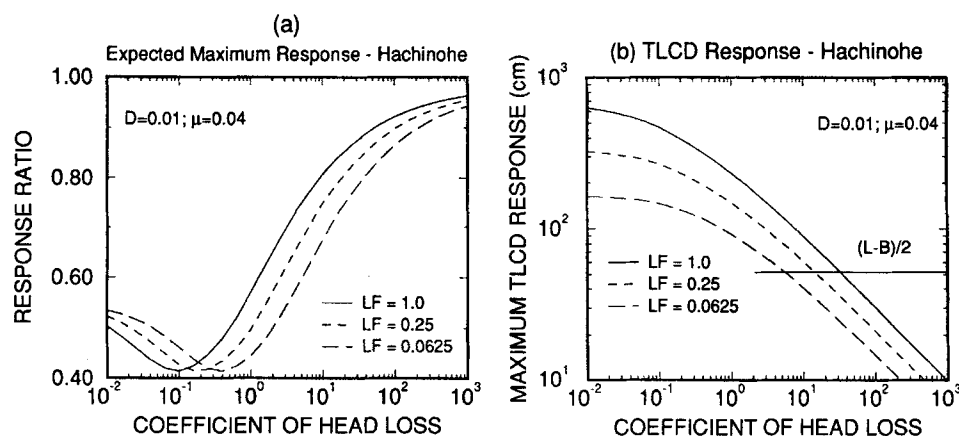 (a)
Expected Maximum Response - Hachinohe
1.00
0.80
0.60
0.40
RESPONSE RATIO
D=0.01; μ=0.04
LF = 1.0
LF = 0.25
LF = 0.0625
10⁻² 10⁻¹ 10⁰ 10¹ 10² 10³
COEFFICIENT OF HEAD LOSS
(b) TLCD Response - Hachinohe
10³
10²
10¹
MAXIMUM TLCD RESPONSE (cm)
D=0.01; μ=0.04
(L-B)/2
LF = 1.0
LF = 0.25
LF = 0.0625
10⁻² 10⁻¹ 10⁰ 10¹ 10² 10³
COEFFICIENT OF HEAD LOSS